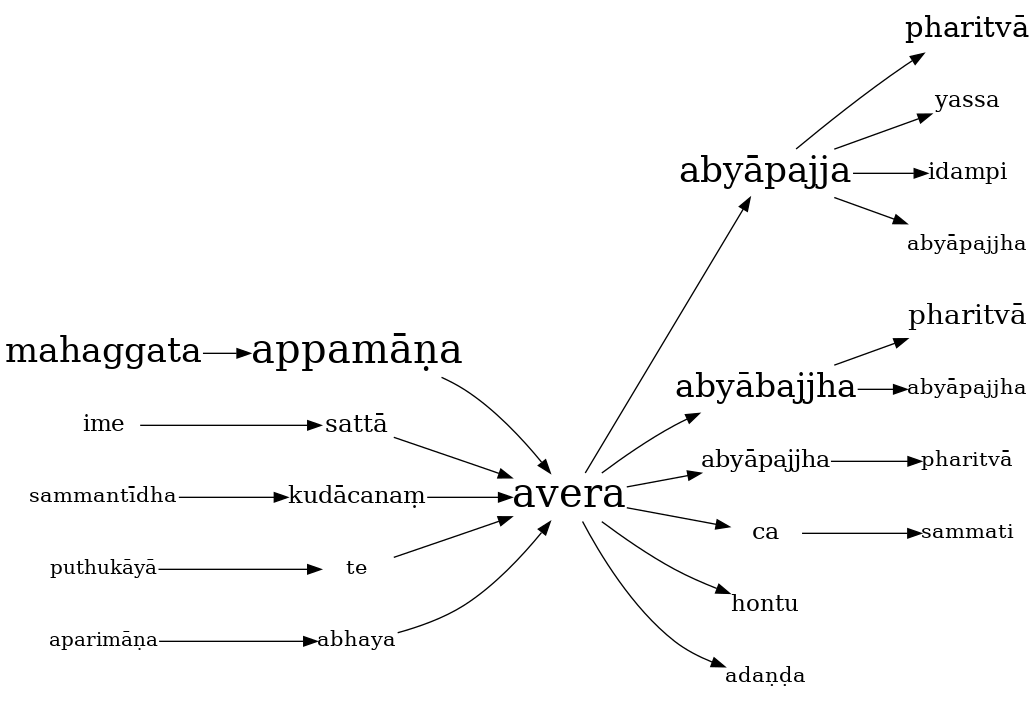 pharitvā
yassa
abyāpajja
idampi
abyāpajjha
pharitvā
mahaggata
appamāṇa
abyābajjha
abyāpajjha
ime
sattā
abyāpajjha
pharitvā
sammantīdha
kudācanaṃ
avera
ca
sammati
puthukāyā
te
hontu
aparimāṇa
abhaya
adaṇḍa